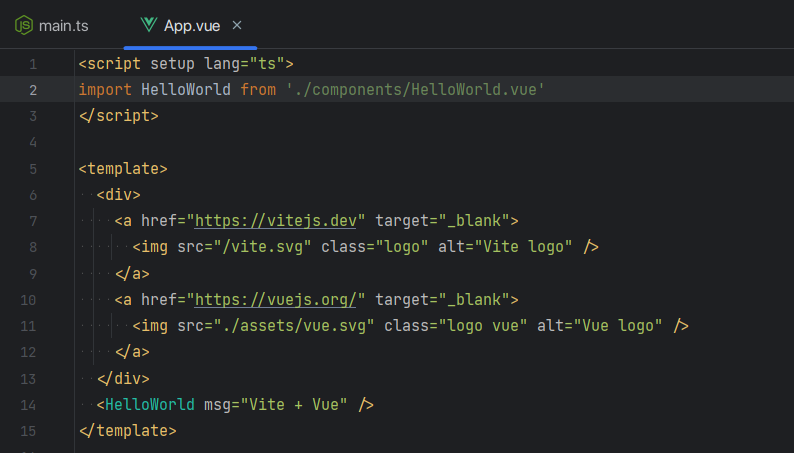 main.ts App.vue
1 <script setup lang="ts">
2 import HelloWorld from './components/HelloWorld.vue'
3 </script>
4
5 <template>
6 <div>
7 <a href="https://vitejs.dev" target="_blank">
8 <img src="/vite.svg" class="logo" alt="Vite logo" />
9 </a>
10 <a href="https://vuejs.org/" target="_blank">
11 <img src="./assets/vue.svg" class="logo vue" alt="Vue logo" />
12 </a>
13 </div>
14 <HelloWorld msg="Vite + Vue" />
15 </template>